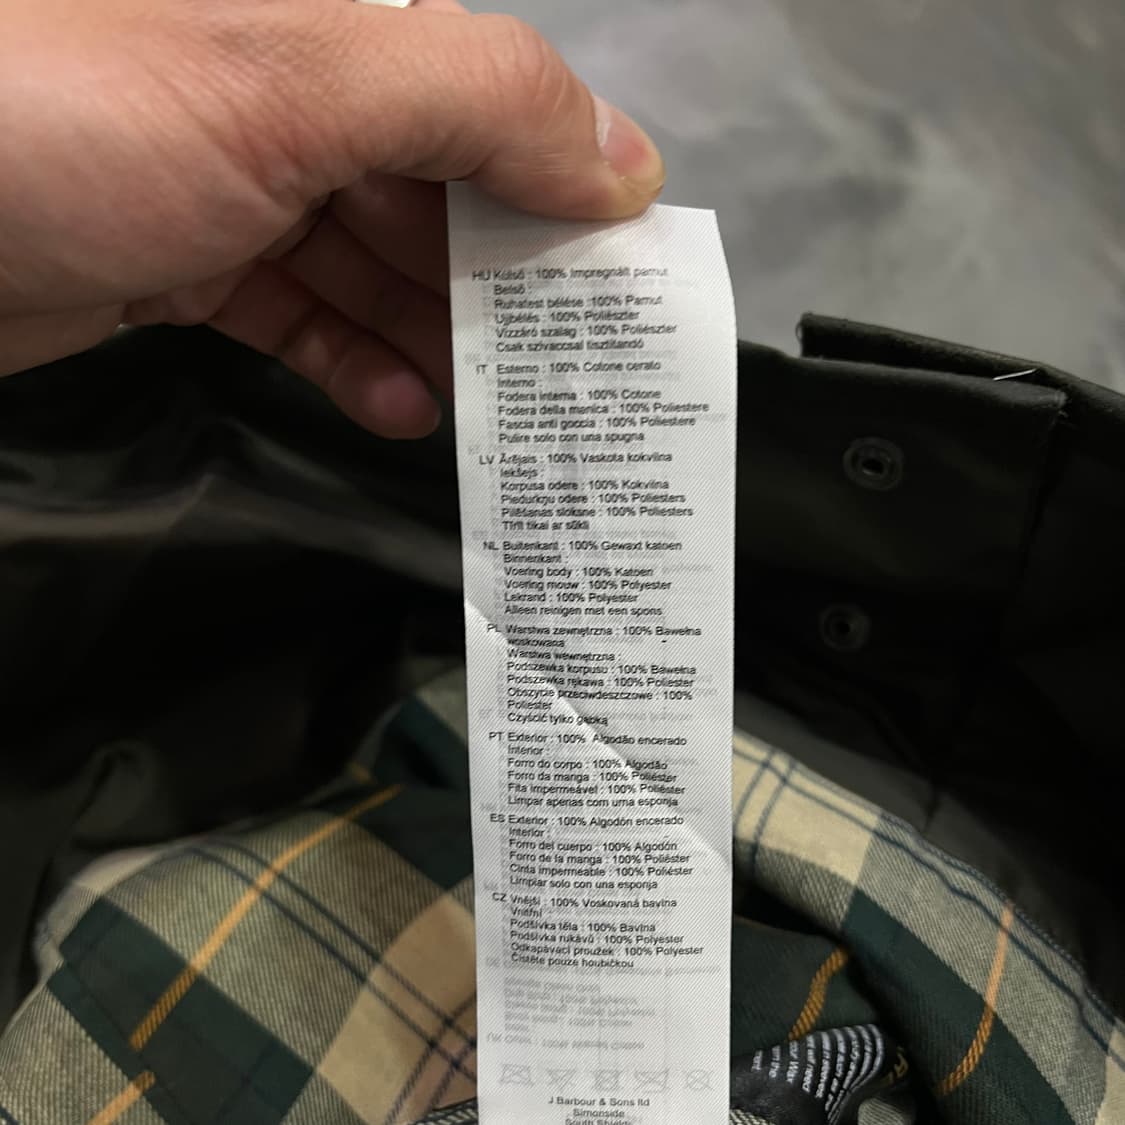 HU Külső : 100% Impregnált pamut
Belső :
Ruhatest bélése :100% Pamut
Ujjbélés : 100% Poliészter
Vízzáró szalag : 100% Poliészter
Csak szivaccsal tisztítandó
IT Esterno : 100% Cotone cerato
Interno :
Fodera interna : 100% Cotone
Fodera della manica : 100% Poliestere
Fascia anti goccia : 100% Poliestere
Pulire solo con una spugna
LV Ārējais : 100% Vaskota kokvilna
Iekšējs :
Korpusa odere : 100% Kokvilna
Piedurkņu odere : 100% Poliesters
Pilēšanas sloksne : 100% Poliesters
Tīrīt tikai ar sūkli
NL Buitenkant : 100% Gewaxt katoen
Binnenkant :
Voering body : 100% Katoen
Voering mouw : 100% Polyester
Lekrand : 100% Polyester
Alleen reinigen met een spons
PL Warstwa zewnętrzna : 100% Bawełna
woskowana
Warstwa wewnętrzna :
Podszewka korpusu : 100% Bawełna
Podszewka rękawa : 100% Poliester
Obszycie przeciwdeszczowe : 100%
Poliester
Czyścić tylko gąbką
PT Exterior : 100% Algodão encerado
Interior :
Forro do corpo : 100% Algodão
Forro da manga : 100% Poliéster
Fita impermeável : 100% Poliéster
Limpar apenas com uma esponja
ES Exterior : 100% Algodón encerado
Interior :
Forro del cuerpo : 100% Algodón
Forro de la manga : 100% Poliéster
Cinta impermeable : 100% Poliéster
Limpiar solo con una esponja
CZ Vnější : 100% Voskovaná bavlna
Vnitřní
Podšívka těla : 100% Bavlna
Podšívka rukávů : 100% Polyester
Odkapávací proužek : 100% Polyester
Čistěte pouze houbičkou
J Barbour & Sons ltd
Simonside
South Shields